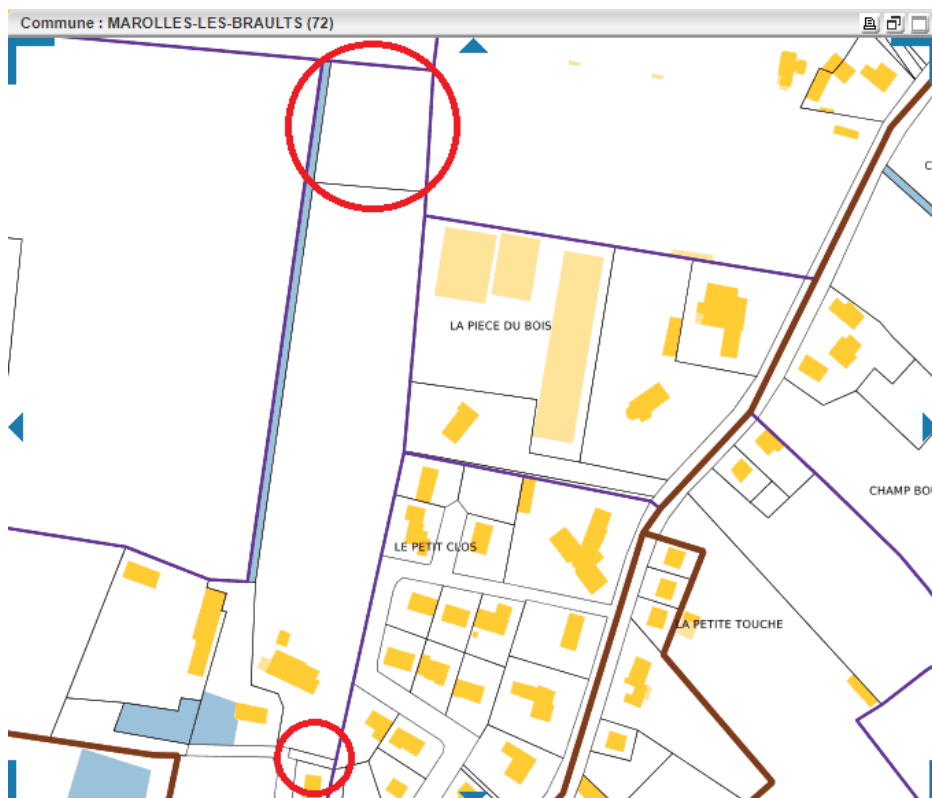 Commune : MAROLLES-LES-BRAULTS (72)
LA PIECE DU BOIS
CHAMP BOU
LE PETIT CLOS
LA PETITE TOUCHE